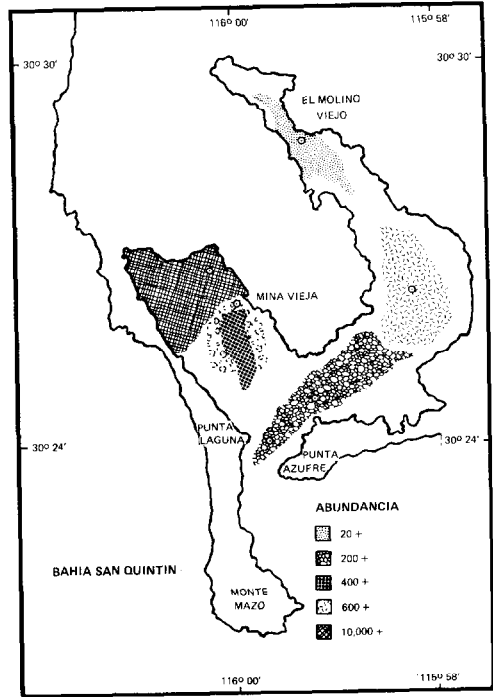 116° 00'
115° 58'
30° 30'
30° 30'
EL MOLINO
VIEJO
MINA VIEJA
PUNTA
LAGUNA
30° 24'
30° 24'
PUNTA
AZUFRE
ABUNDANCIA
20 +
200 +
400 +
600 +
10,000 +
BAHIA SAN QUINTIN
MONTE
MAZO
116° 00'
115° 58'